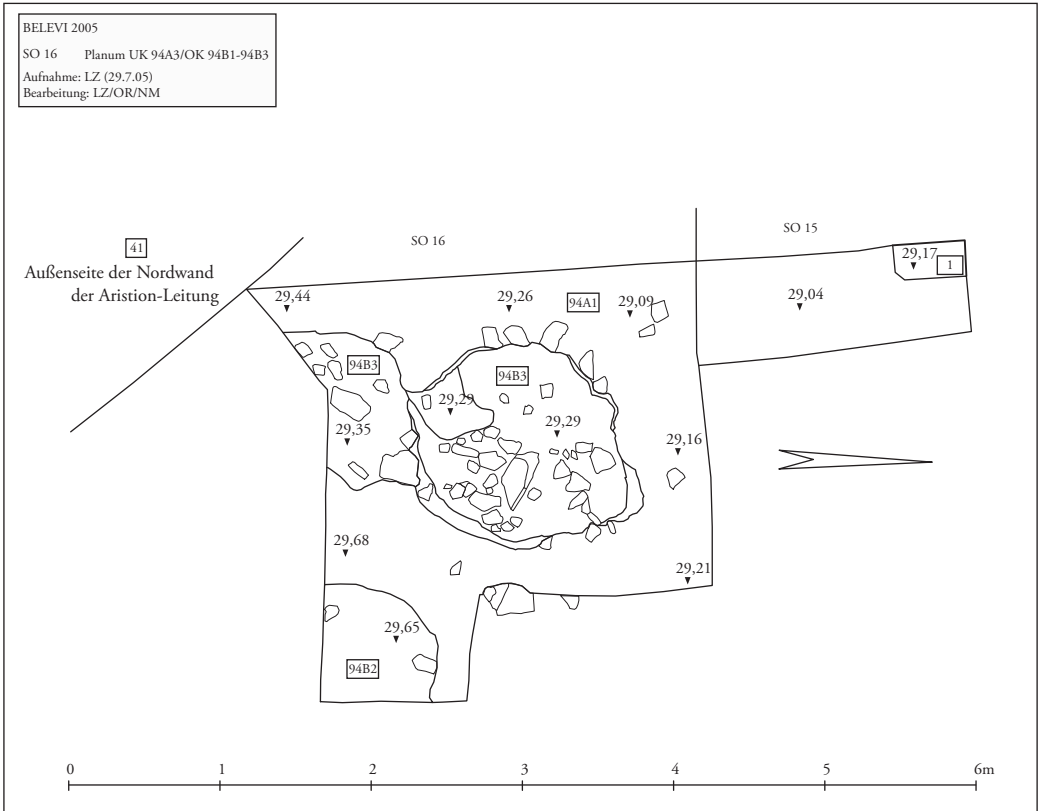 BELEVI 2005
SO 16 Planum UK 94A3/OK 94B1-94B3
Aufnahme: LZ (29.7.05)
Bearbeitung: LZ/OR/NM
SO 16
SO 15
41
Außenseite der Nordwand
der Aristion-Leitung
29,17
1
29,44
29,26
94A1
29,09
29,04
94B3
94B3
29,29
29,29
29,35
29,16
29,68
29,21
29,65
94B2
0 1 2 3 4 5 6m